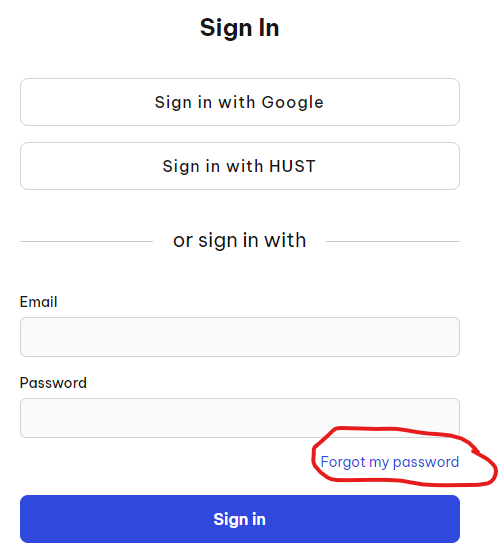 Sign In
Sign in with Google
Sign in with HUST
or sign in with
Email
Password
Forgot my password
Sign in